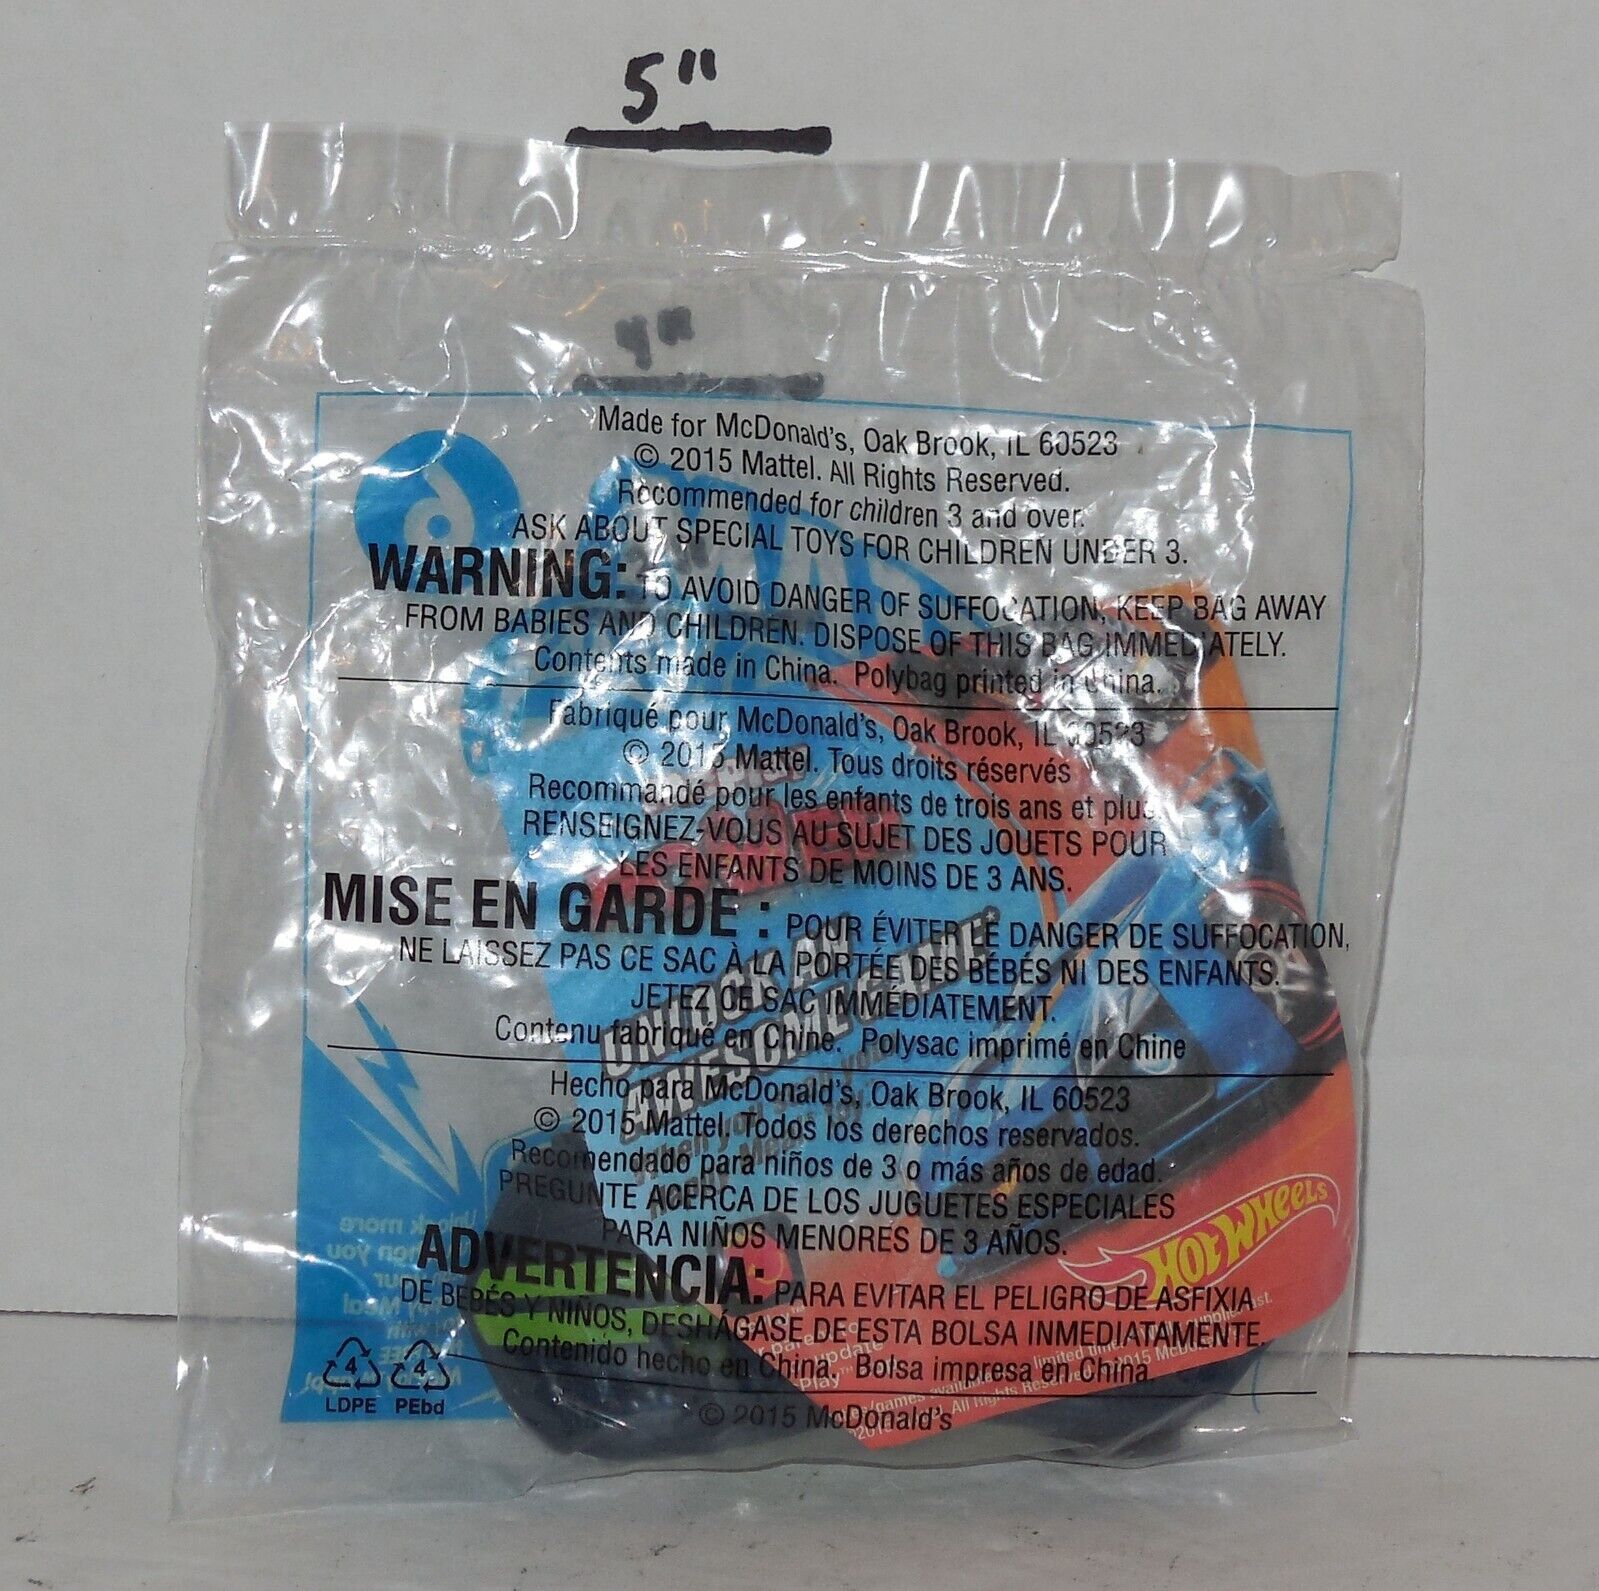 5"
4"
Made for McDonald's, Oak Brook, IL 60523
© 2015 Mattel. All Rights Reserved.
Recommended for children 3 and over.
ASK ABOUT SPECIAL TOYS FOR CHILDREN UNDER 3.
WARNING: TO AVOID DANGER OF SUFFOCATION, KEEP BAG AWAY
FROM BABIES AND CHILDREN. DISPOSE OF THIS BAG IMMEDIATELY.
Contents made in China. Polybag printed in China.
Fabriqué pour McDonald's, Oak Brook, IL 60523
© 2015 Mattel. Tous droits réservés
Recommandé pour les enfants de trois ans et plus.
RENSEIGNEZ-VOUS AU SUJET DES JOUETS POUR
LES ENFANTS DE MOINS DE 3 ANS.
MISE EN GARDE : POUR ÉVITER LE DANGER DE SUFFOCATION,
NE LAISSEZ PAS CE SAC À LA PORTÉE DES BÉBÉS NI DES ENFANTS.
JETEZ CE SAC IMMÉDIATEMENT.
Contenu fabriqué en Chine. Polysac imprimé en Chine
UNLOCK AN
AWESOME GAME!*
Hecho para McDonald's, Oak Brook, IL 60523
© 2015 Mattel. Todos los derechos reservados.
Recomendado para niños de 3 o más años de edad.
PREGUNTE ACERCA DE LOS JUGUETES ESPECIALES
PARA NIÑOS MENORES DE 3 AÑOS.
HOT WHEELS
ADVERTENCIA: PARA EVITAR EL PELIGRO DE ASFIXIA
DE BEBÉS Y NIÑOS, DESHÁGASE DE ESTA BOLSA INMEDIATAMENTE.
Contenido hecho en China. Bolsa impresa en China.
4 4
LDPE PEbd
© 2015 McDonald's